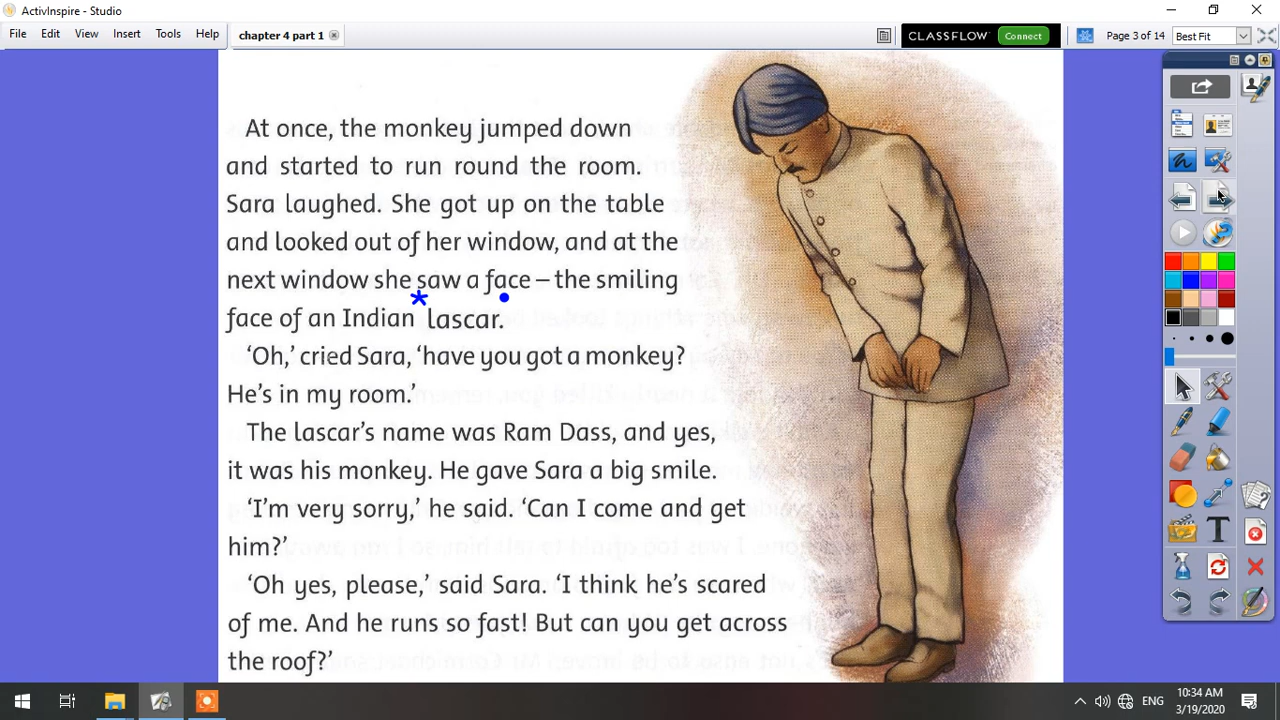 ActivInspire - Studio
File Edit View Insert Tools Help
chapter 4 part 1
CLASSFLOW Connect
Page 3 of 14
Best Fit
At once, the monkey jumped down
and started to run round the room.
Sara laughed. She got up on the table
and looked out of her window, and at the
next window she saw a face – the smiling
face of an Indian * lascar.
‘Oh,’ cried Sara, ‘have you got a monkey?
He’s in my room.’
The lascar’s name was Ram Dass, and yes,
it was his monkey. He gave Sara a big smile.
‘I’m very sorry,’ he said. ‘Can I come and get
him?’
‘Oh yes, please,’ said Sara. ‘I think he’s scared
of me. And he runs so fast! But can you get across
the roof?’
ENG
10:34 AM
3/19/2020